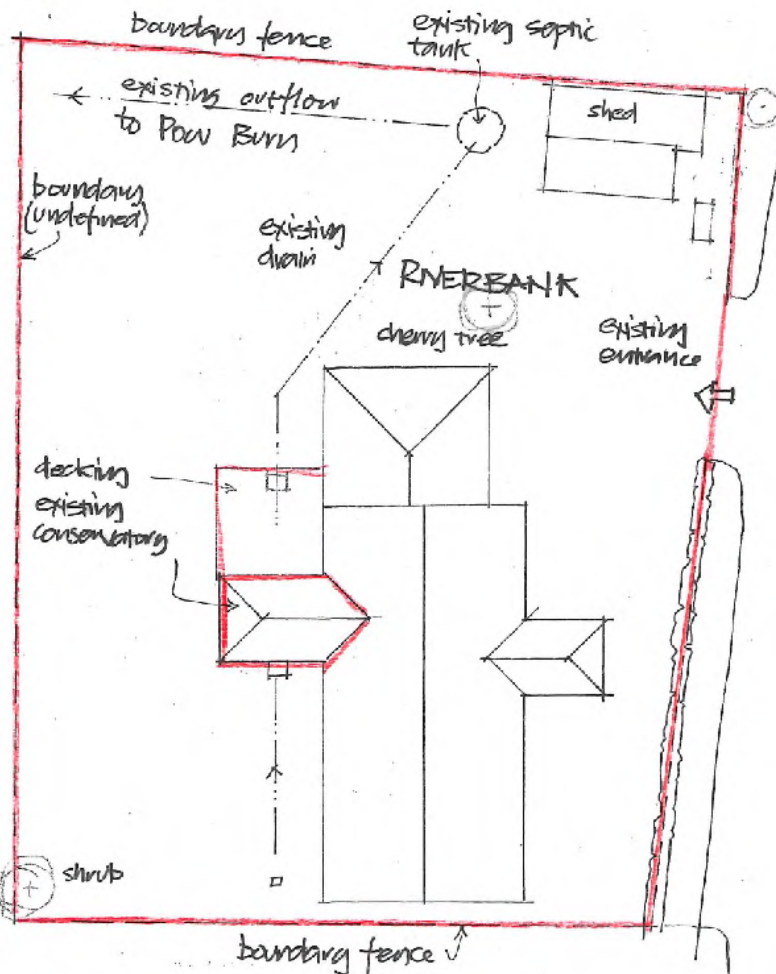 boundary fence
existing septic
tank
existing outflow
to Pow Burn
shed
boundary
(undefined)
existing
drain
RIVERBANK
cherry tree
existing
entrance
decking
existing
conservatory
shrub
boundary fence